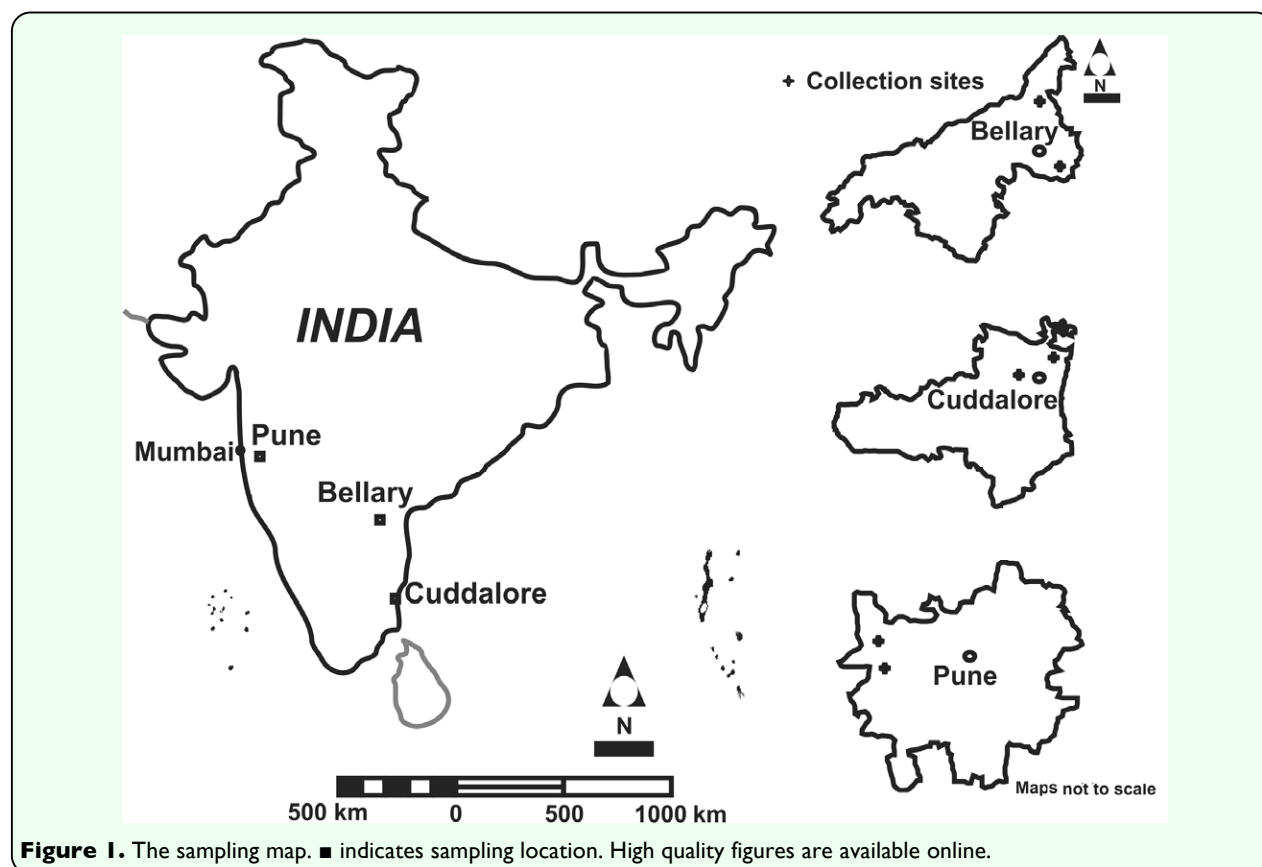 Collection sites
N
Bellary
INDIA
Cuddalore
Mumbai
Pune
Bellary
Cuddalore
Pune
N
Maps not to scale
500 km 0 500 1000 km
Figure 1. The sampling map. ■ indicates sampling location. High quality figures are available online.